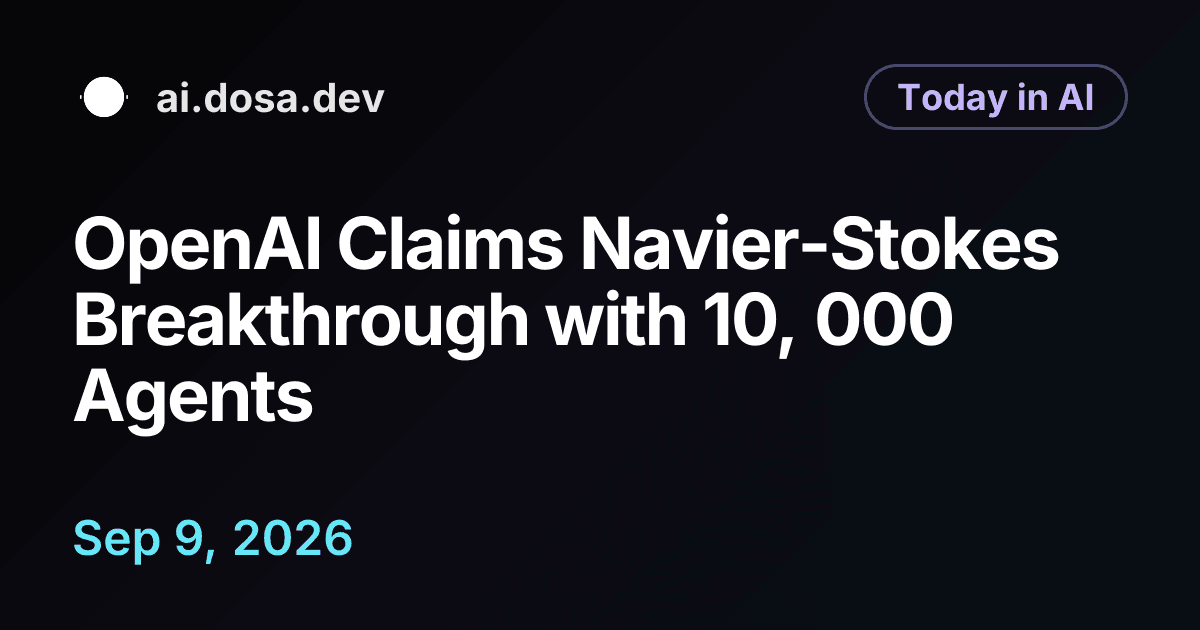 ai.dosa.dev
Today in AI
OpenAI Claims Navier-Stokes
Breakthrough with 10, 000
Agents
Sep 9, 2026